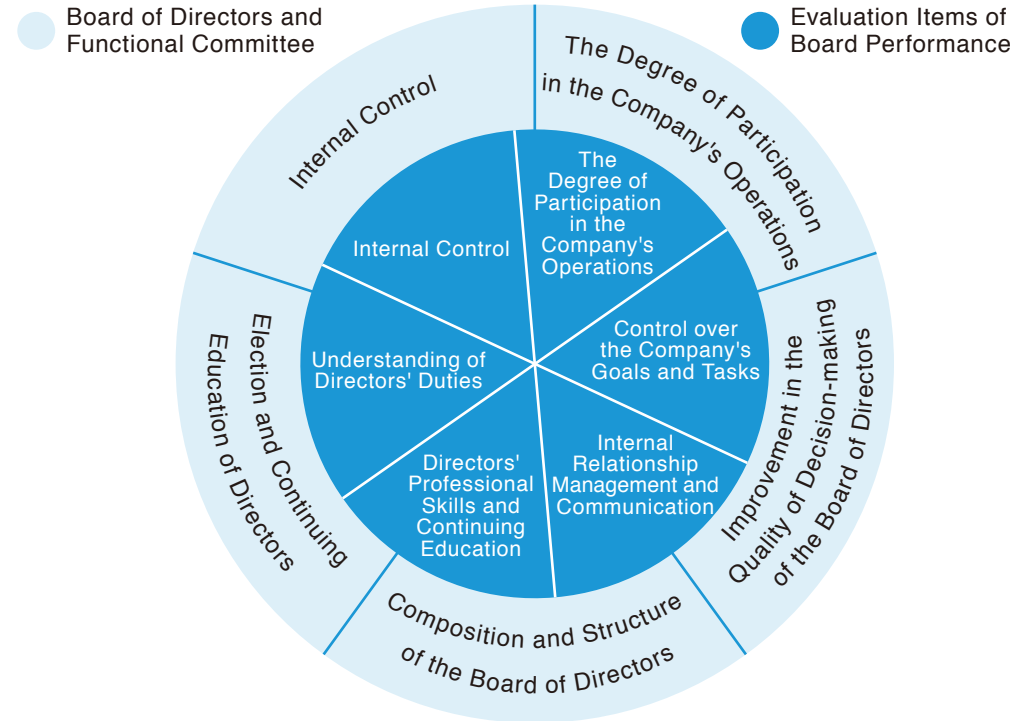 Board of Directors and
Functional Committee
Evaluation Items of
Board Performance
Internal Control
The Degree of Participation
in the Company's Operations
Improvement in the
Quality of Decision-making
of the Board of Directors
Composition and Structure
of the Board of Directors
Election and Continuing
Education of Directors
Internal Control
The
Degree of
Participation
in the
Company's
Operations
Control over
the Company's
Goals and Tasks
Internal
Relationship
Management and
Communication
Directors'
Professional
Skills and
Continuing
Education
Understanding of
Directors' Duties